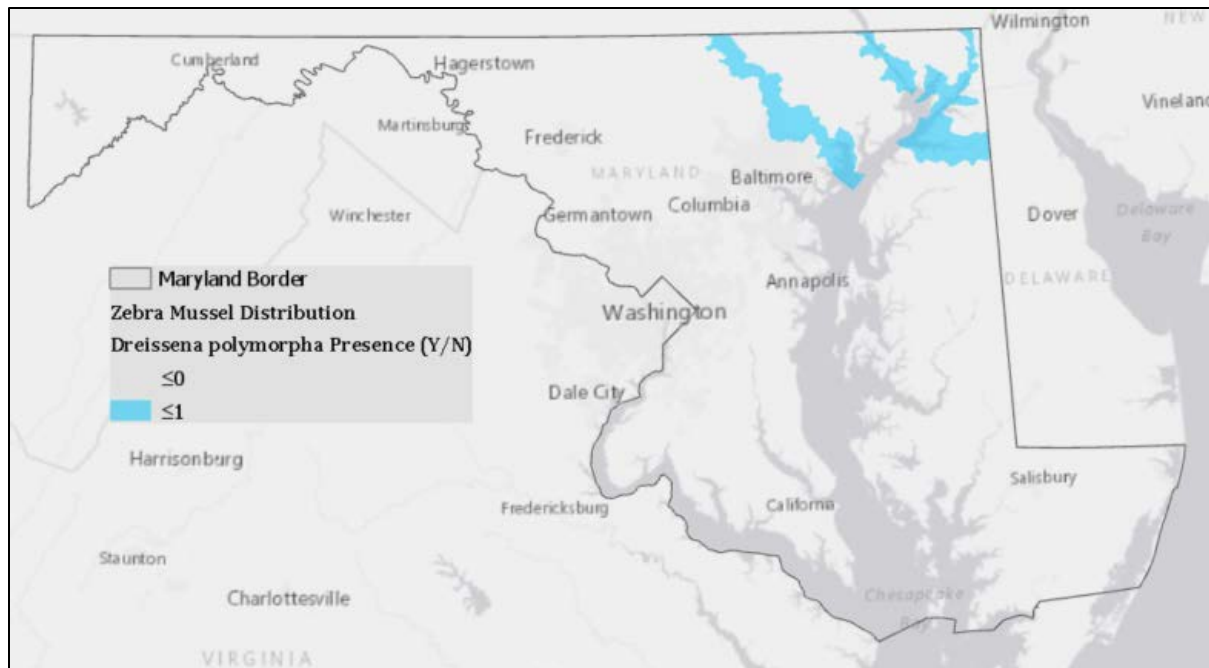 Wilmington
NEW
Cumberland
Hagerstown
Vineland
Martinsburg
Frederick
MARYLAND
Baltimore
Winchester
Germantown
Columbia
Dover
Delaware
Bay
Maryland Border
Annapolis
DELAWARE
Zebra Mussel Distribution
Washington
Dreissena polymorpha Presence (Y/N)
≤0
≤1
Dale City
Harrisonburg
Salisbury
Fredericksburg
California
Staunton
Charlottesville
Chesapeake
Bay
VIRGINIA